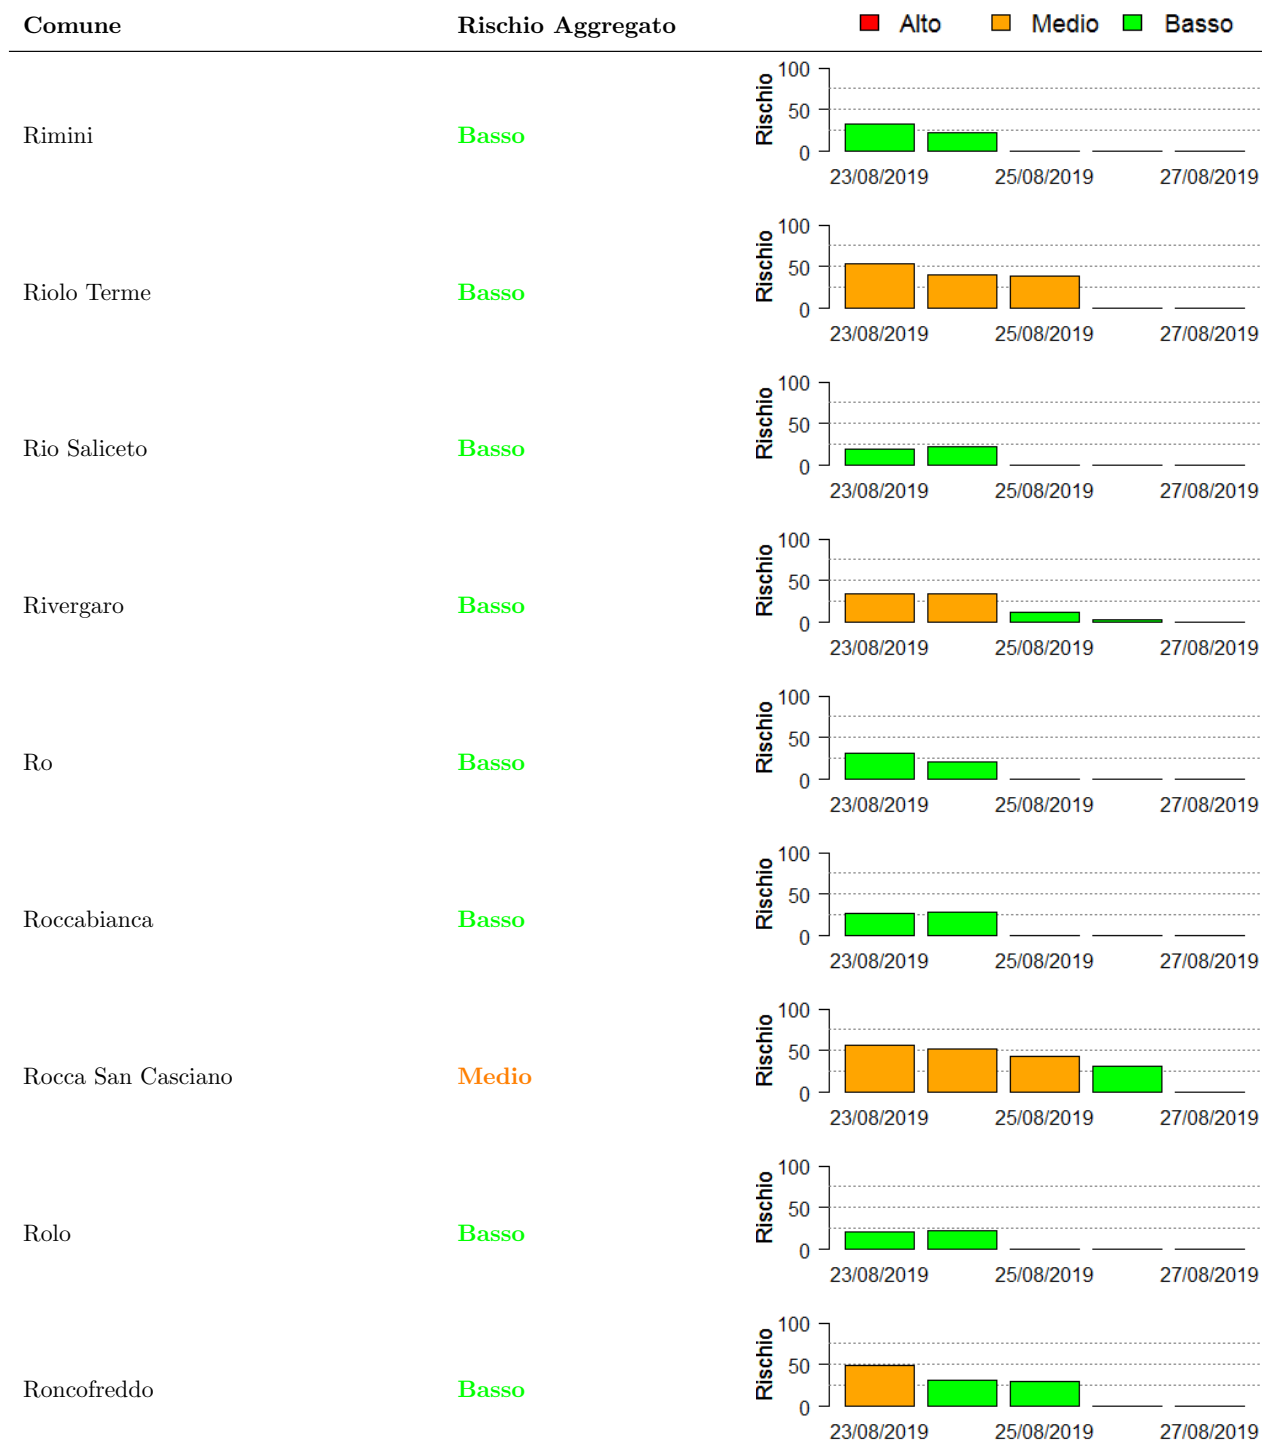 Comune Rischio Aggregato Alto Medio Basso
Rimini Basso Rischio 100 50 0
23/08/2019 25/08/2019 27/08/2019
Riolo Terme Basso Rischio 100 50 0
23/08/2019 25/08/2019 27/08/2019
Rio Saliceto Basso Rischio 100 50 0
23/08/2019 25/08/2019 27/08/2019
Rivergaro Basso Rischio 100 50 0
23/08/2019 25/08/2019 27/08/2019
Ro Basso Rischio 100 50 0
23/08/2019 25/08/2019 27/08/2019
Roccabianca Basso Rischio 100 50 0
23/08/2019 25/08/2019 27/08/2019
Rocca San Casciano Medio Rischio 100 50 0
23/08/2019 25/08/2019 27/08/2019
Rolo Basso Rischio 100 50 0
23/08/2019 25/08/2019 27/08/2019
Roncofreddo Basso Rischio 100 50 0
23/08/2019 25/08/2019 27/08/2019